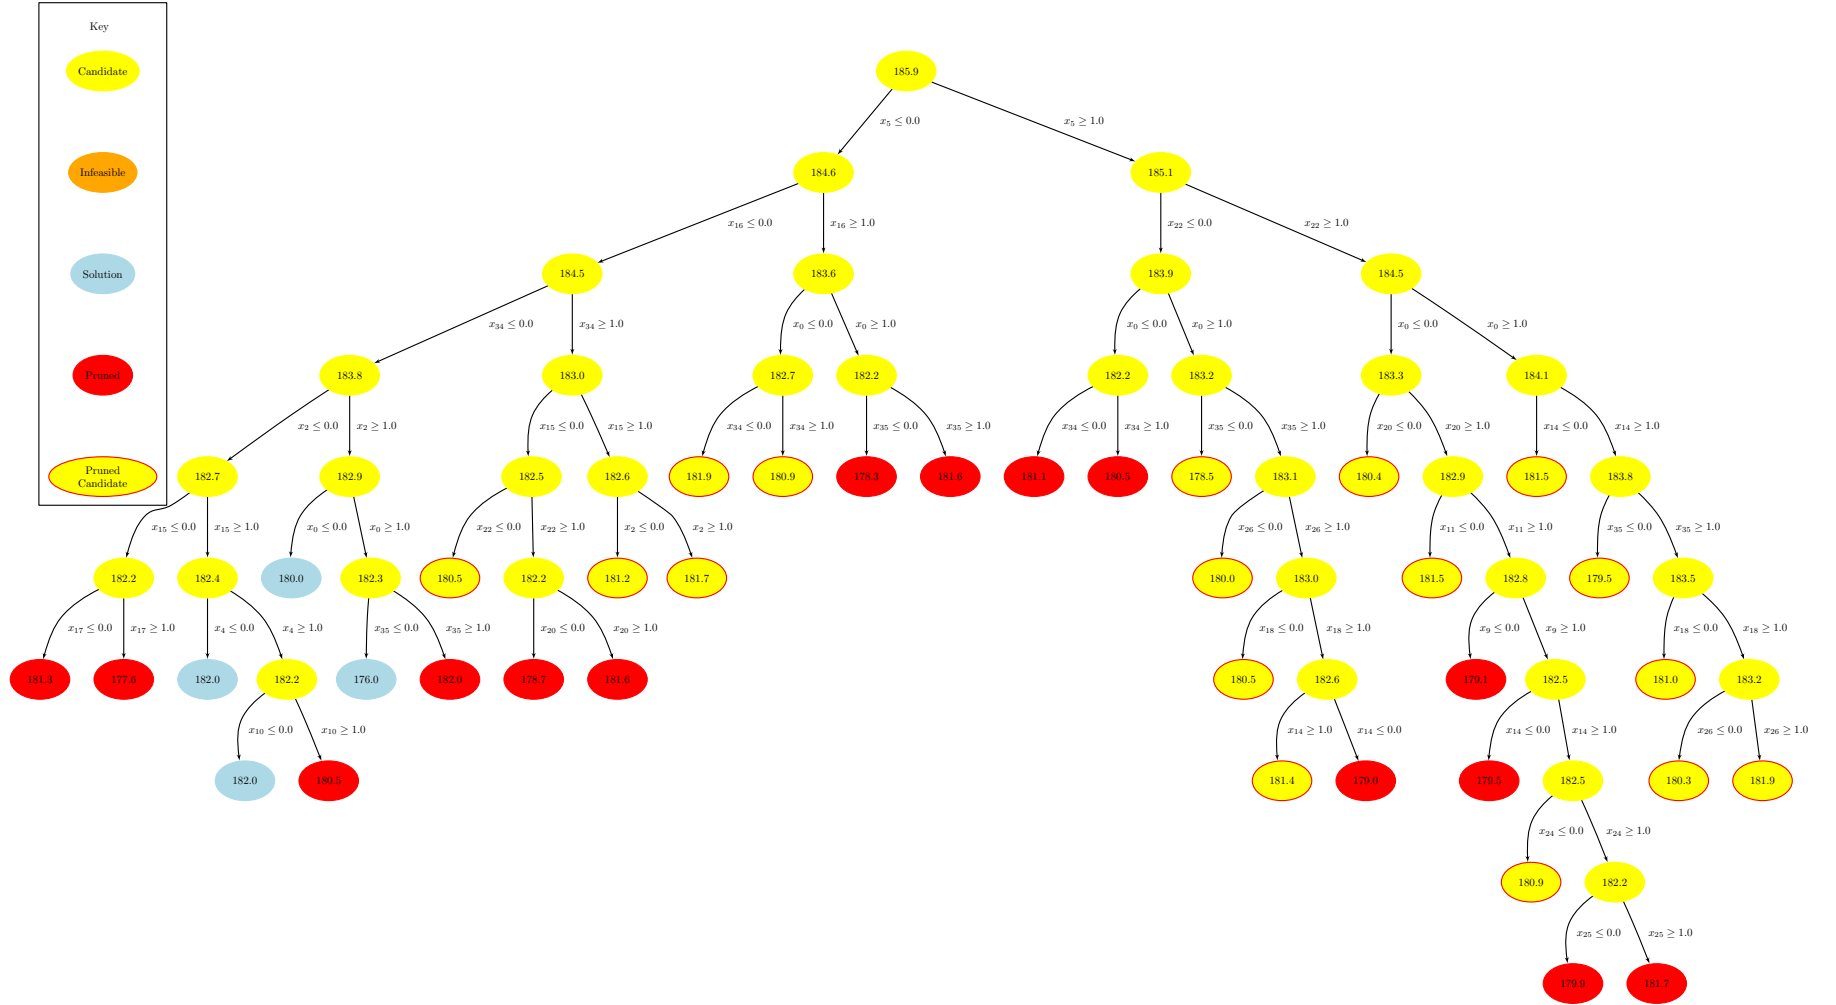 Key
Candidate
185.9
x5 ≤ 0.0
x5 ≥ 1.0
Infeasible
184.6
185.1
x16 ≤ 0.0
x16 ≥ 1.0
x22 ≤ 0.0
x22 ≥ 1.0
Solution
184.5
183.6
183.9
184.5
x34 ≤ 0.0
x34 ≥ 1.0
x0 ≤ 0.0
x0 ≥ 1.0
x0 ≤ 0.0
x0 ≥ 1.0
x0 ≤ 0.0
x0 ≥ 1.0
Pruned
183.8
183.0
182.7
182.2
182.2
183.2
183.3
184.1
x2 ≤ 0.0
x2 ≥ 1.0
x15 ≤ 0.0
x15 ≥ 1.0
x34 ≤ 0.0
x34 ≥ 1.0
x35 ≤ 0.0
x35 ≥ 1.0
x34 ≤ 0.0
x34 ≥ 1.0
x35 ≤ 0.0
x35 ≥ 1.0
x20 ≤ 0.0
x20 ≥ 1.0
x14 ≤ 0.0
x14 ≥ 1.0
Pruned
Candidate
182.7
182.9
182.5
182.6
181.9
180.9
178.3
181.6
181.1
180.5
178.5
183.1
180.4
182.9
181.5
183.8
x15 ≤ 0.0
x15 ≥ 1.0
x0 ≤ 0.0
x0 ≥ 1.0
x22 ≤ 0.0
x22 ≥ 1.0
x2 ≤ 0.0
x2 ≥ 1.0
x26 ≤ 0.0
x26 ≥ 1.0
x11 ≤ 0.0
x11 ≥ 1.0
x35 ≤ 0.0
x35 ≥ 1.0
182.2
182.4
180.0
182.3
180.5
182.2
181.2
181.7
180.0
183.0
181.5
182.8
179.5
183.5
x17 ≤ 0.0
x17 ≥ 1.0
x4 ≤ 0.0
x4 ≥ 1.0
x35 ≤ 0.0
x35 ≥ 1.0
x20 ≤ 0.0
x20 ≥ 1.0
x18 ≤ 0.0
x18 ≥ 1.0
x9 ≤ 0.0
x9 ≥ 1.0
x18 ≤ 0.0
x18 ≥ 1.0
181.3
177.6
182.0
182.2
176.0
182.0
178.7
181.6
180.5
182.6
179.1
182.5
181.0
183.2
x10 ≤ 0.0
x10 ≥ 1.0
x14 ≥ 1.0
x14 ≤ 0.0
x14 ≤ 0.0
x14 ≥ 1.0
x26 ≤ 0.0
x26 ≥ 1.0
182.0
180.5
181.4
179.0
179.5
182.5
180.3
181.9
x24 ≤ 0.0
x24 ≥ 1.0
180.9
182.2
x25 ≤ 0.0
x25 ≥ 1.0
179.9
181.7